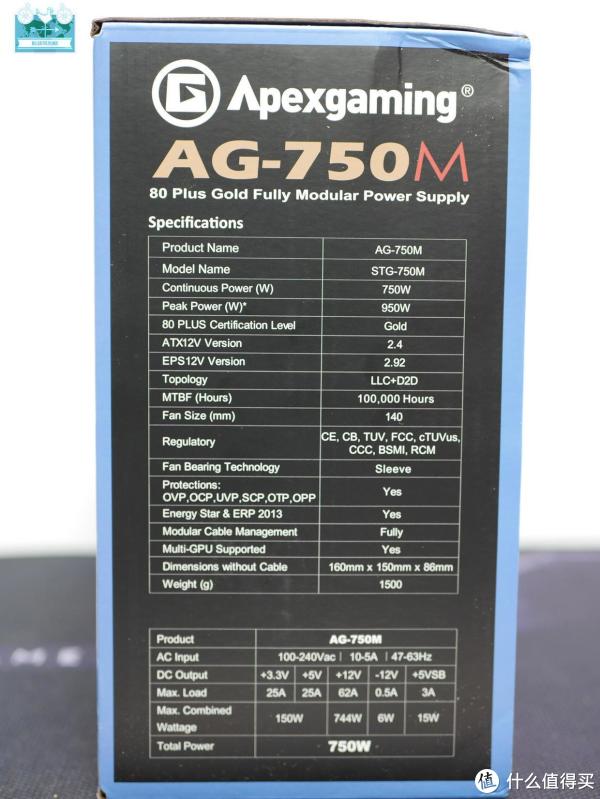 Apexgaming®
AG-750M
80 Plus Gold Fully Modular Power Supply
Specifications
Product Name AG-750M
Model Name STG-750M
Continuous Power (W) 750W
Peak Power (W)* 950W
80 PLUS Certification Level Gold
ATX12V Version 2.4
EPS12V Version 2.92
Topology LLC+D2D
MTBF (Hours) 100,000 Hours
Fan Size (mm) 140
Regulatory CE, CB, TUV, FCC, cTUVus,
CCC, BSMI, RCM
Fan Bearing Technology Sleeve
Protections:
OVP,OCP,UVP,SCP,OTP,OPP Yes
Energy Star & ERP 2013 Yes
Modular Cable Management Fully
Multi-GPU Supported Yes
Dimensions without Cable 160mm x 150mm x 86mm
Weight (g) 1500
Product AG-750M
AC Input 100-240Vac | 10-5A | 47-63Hz
DC Output +3.3V +5V +12V -12V +5VSB
Max. Load 25A 25A 62A 0.5A 3A
Max. Combined
Wattage 150W 744W 6W 15W
Total Power 750W
值 什么值得买